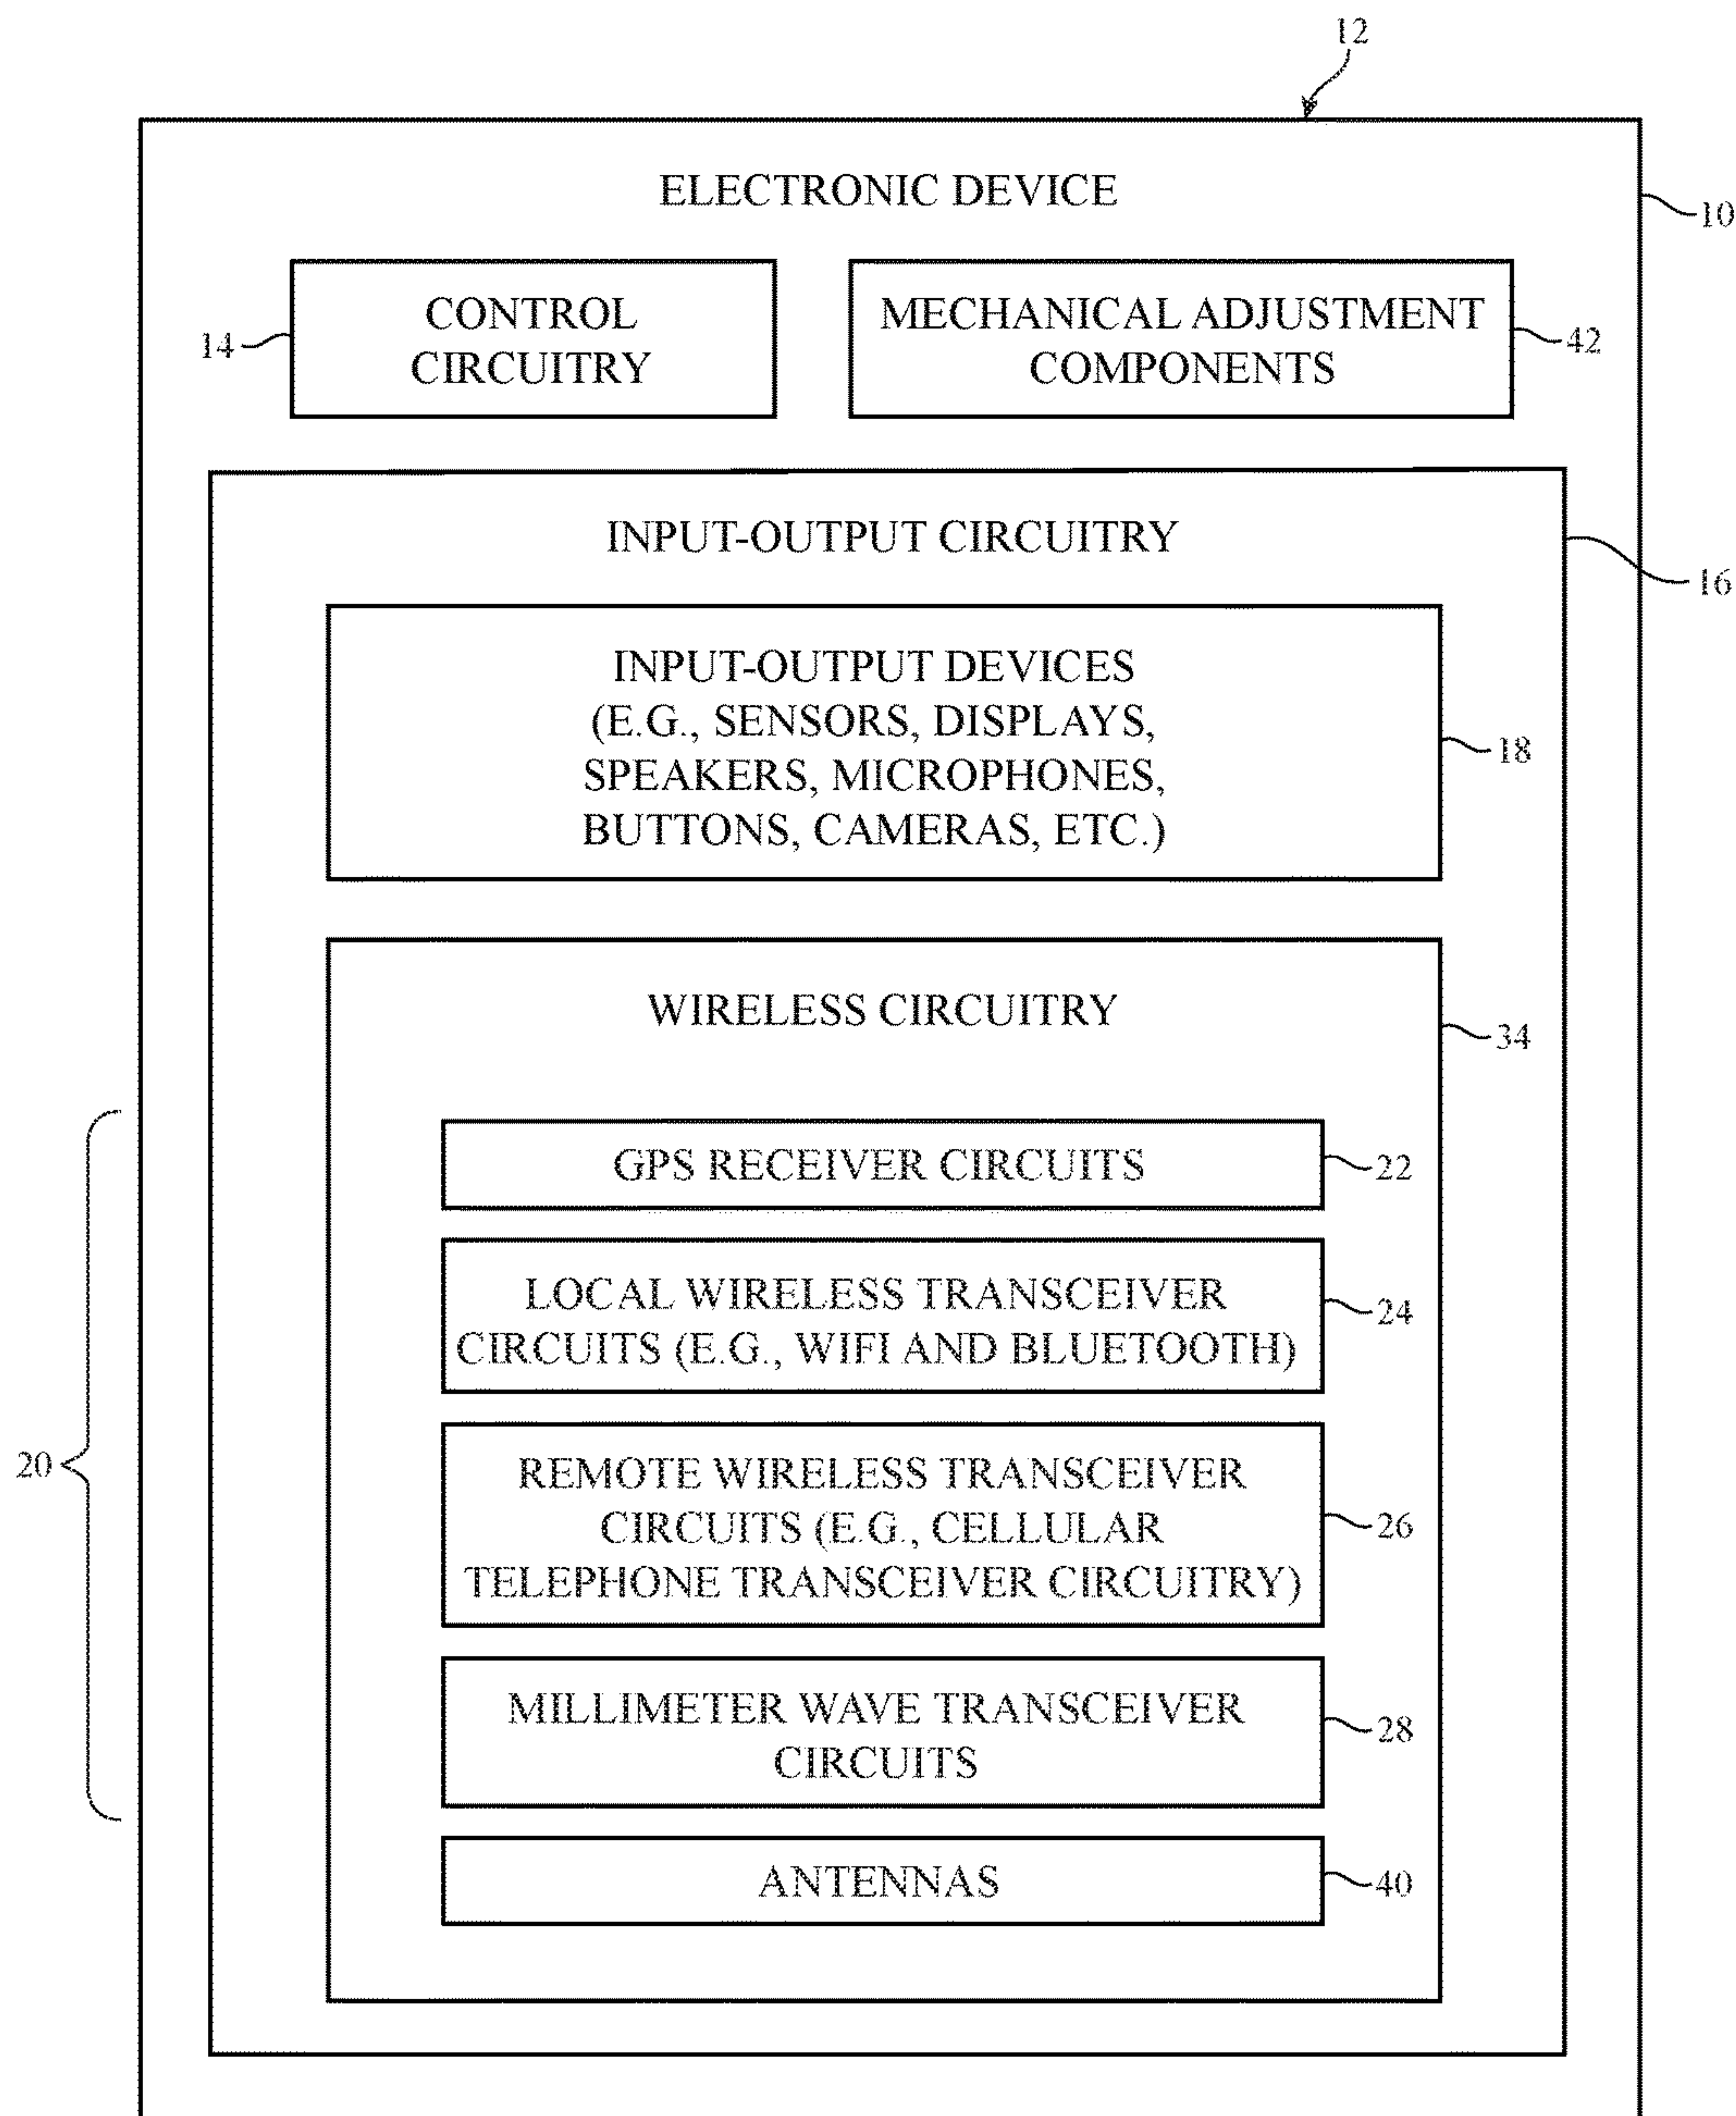 12
ELECTRONIC DEVICE
10
CONTROL
CIRCUITRY
14
MECHANICAL ADJUSTMENT
COMPONENTS
42
INPUT-OUTPUT CIRCUITRY
16
INPUT-OUTPUT DEVICES
(E.G., SENSORS, DISPLAYS,
SPEAKERS, MICROPHONES,
BUTTONS, CAMERAS, ETC.)
18
WIRELESS CIRCUITRY
34
GPS RECEIVER CIRCUITS
22
LOCAL WIRELESS TRANSCEIVER
CIRCUITS (E.G., WIFI AND BLUETOOTH)
24
20
REMOTE WIRELESS TRANSCEIVER
CIRCUITS (E.G., CELLULAR
TELEPHONE TRANSCEIVER CIRCUITRY)
26
MILLIMETER WAVE TRANSCEIVER
CIRCUITS
28
ANTENNAS
40